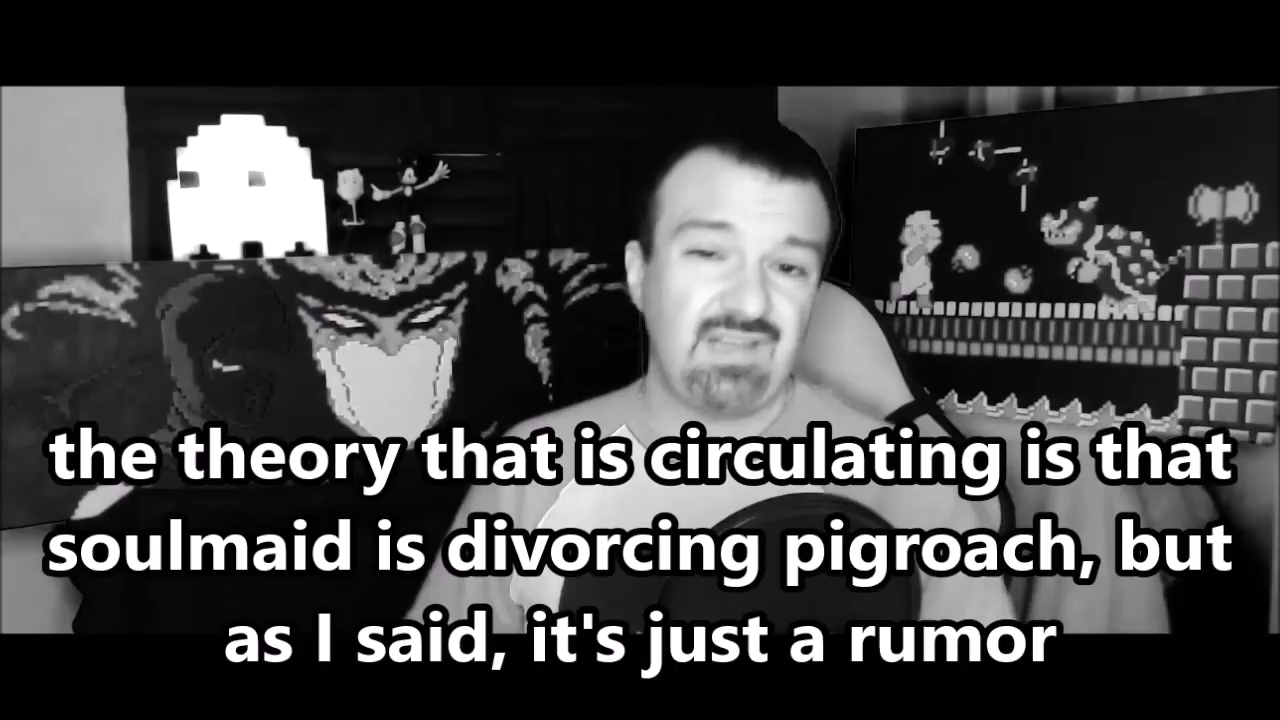 the theory that is circulating is that
soulmaid is divorcing pigroach, but
as I said, it's just a rumor